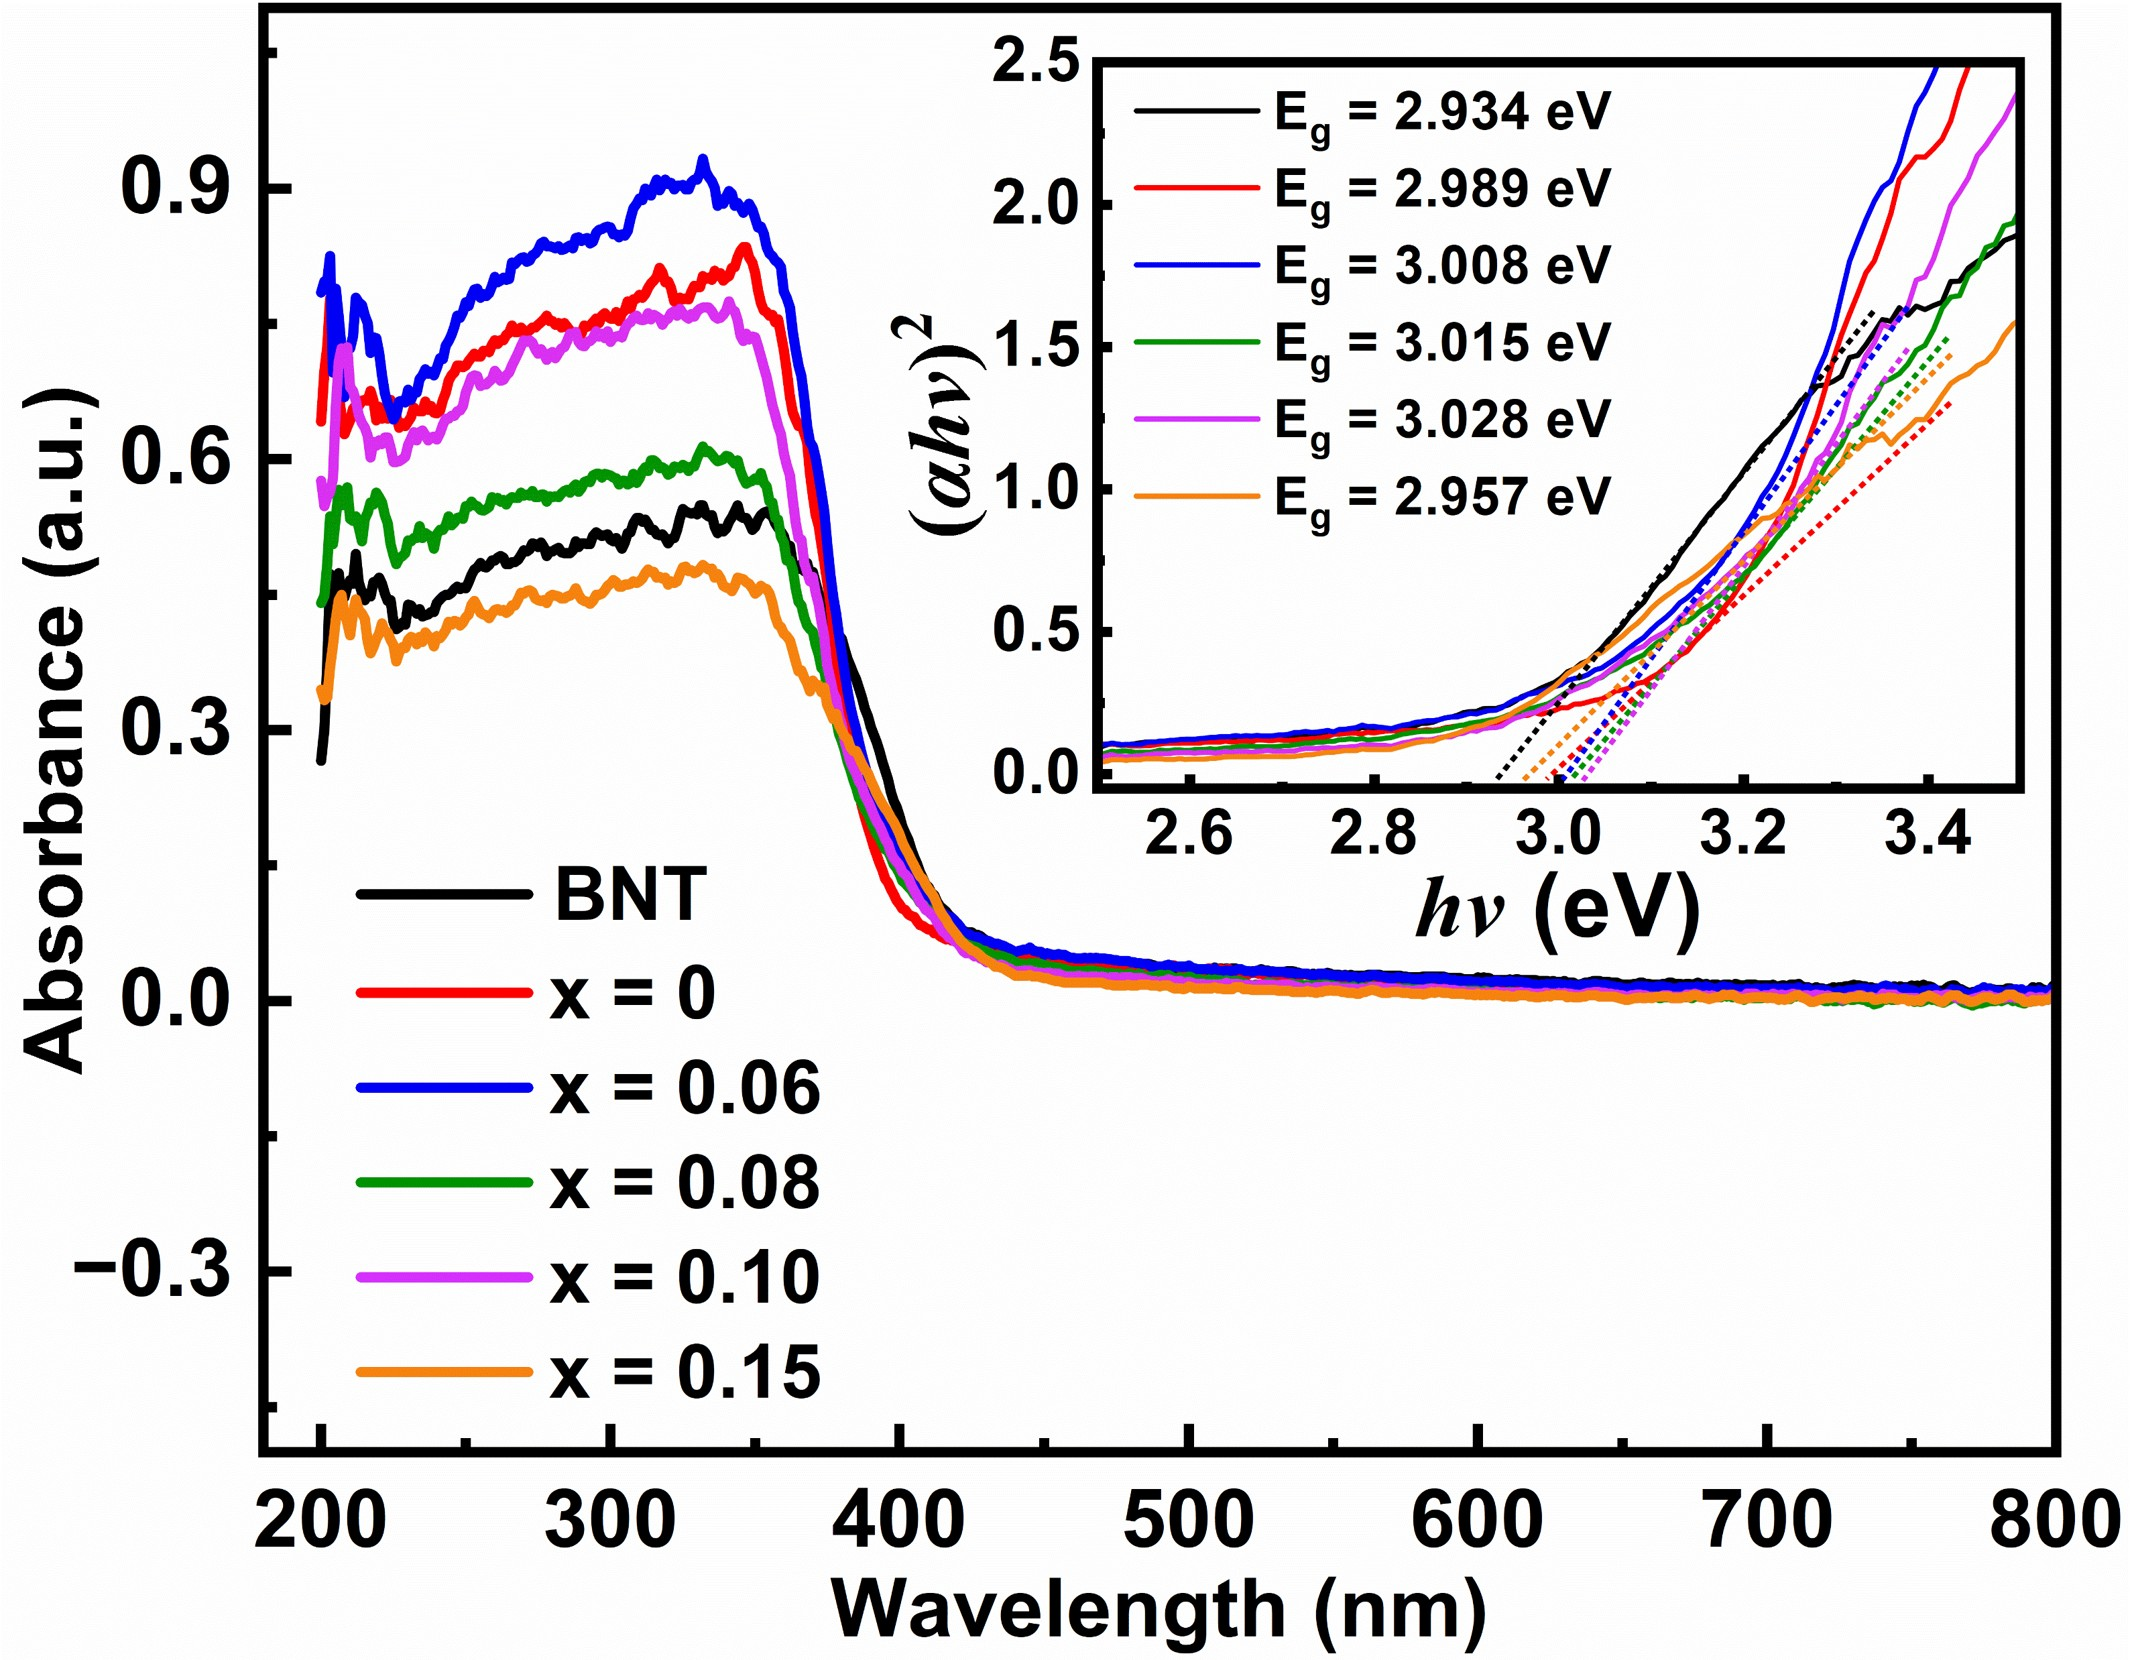 Absorbance (a.u.)
0.9
0.6
0.3
0.0
−0.3
BNT
x = 0
x = 0.06
x = 0.08
x = 0.10
x = 0.15
200 300 400 500 600 700 800
Wavelength (nm)
(αhν)²
2.5
2.0
1.5
1.0
0.5
0.0
Eg = 2.934 eV
Eg = 2.989 eV
Eg = 3.008 eV
Eg = 3.015 eV
Eg = 3.028 eV
Eg = 2.957 eV
2.6 2.8 3.0 3.2 3.4
hν (eV)